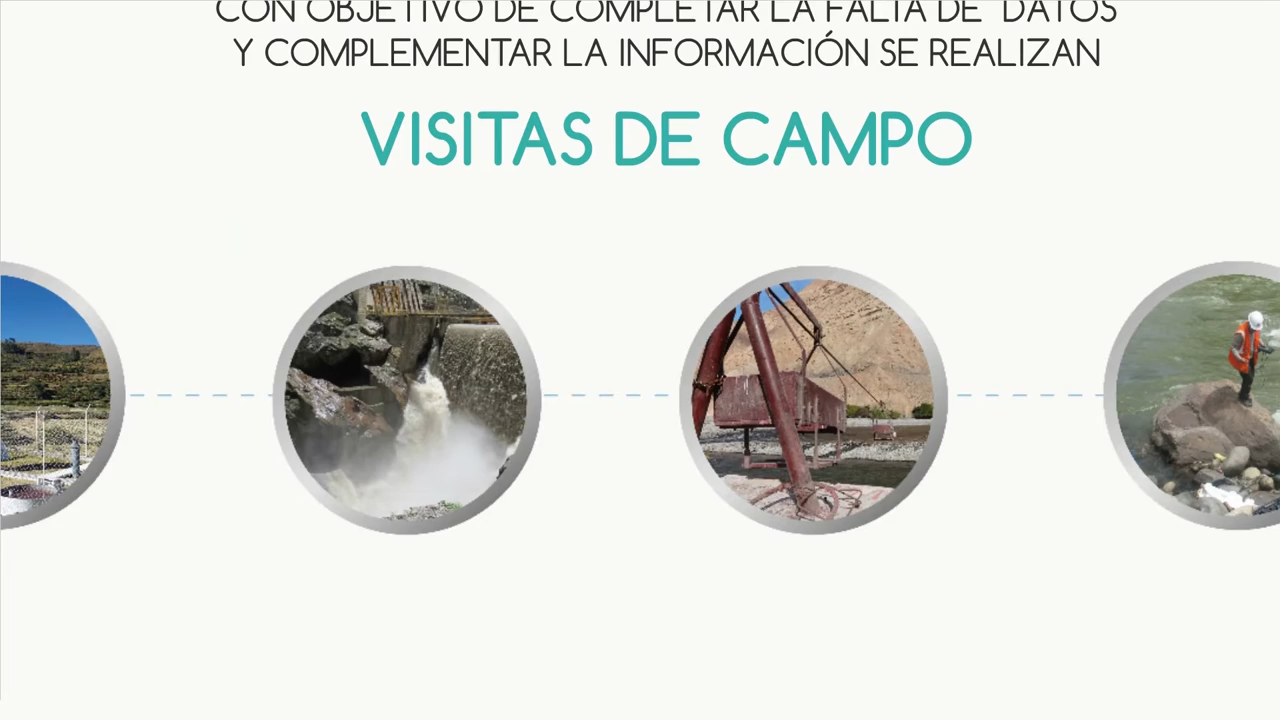 CON OBJETIVO DE COMPLETAR LA FALTA DE DATOS
Y COMPLEMENTAR LA INFORMACIÓN SE REALIZAN
VISITAS DE CAMPO